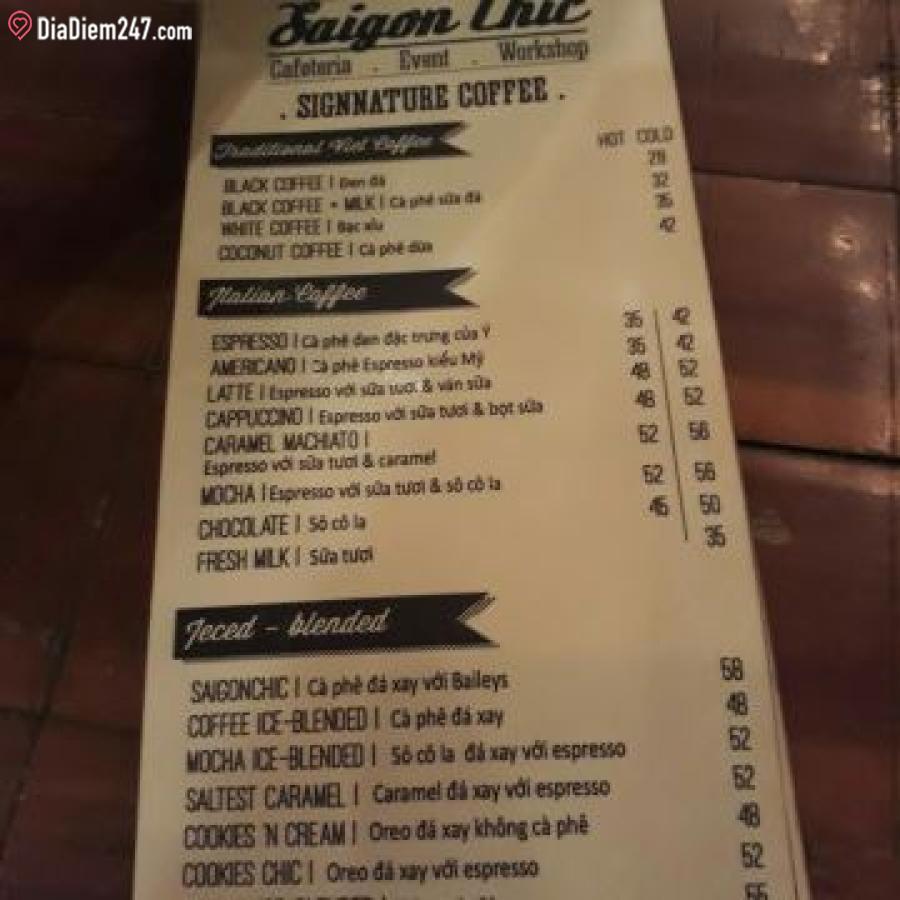 DiaDiem247.com
Saigon Chic
Cafeteria . Event . Workshop
. SIGNNATURE COFFEE .
Traditional Viet Coffee HOT COLD
BLACK COFFEE | Đen đá 28
BLACK COFFEE + MILK | Cà phê sữa đá 32
WHITE COFFEE | Bạc xỉu 35
COCONUT COFFEE | Cà phê dừa 42
Italian Coffee
ESPRESSO | Cà phê đen đặc trưng của Ý 35 42
AMERICANO | Cà phê Espresso kiểu Mỹ 35 42
LATTE | Espresso với sữa tươi & ván sữa 48 52
CAPPUCCINO | Espresso với sữa tươi & bọt sữa 48 52
CARAMEL MACHIATO | 52 56
Espresso với sữa tươi & caramel
MOCHA | Espresso với sữa tươi & sô cô la 52 56
CHOCOLATE | Sô cô la 45 50
FRESH MILK | Sữa tươi 35
Jeced - blended
SAIGONCHIC | Cà phê đá xay với Baileys 58
COFFEE ICE-BLENDED | Cà phê đá xay 48
MOCHA ICE-BLENDED | Sô cô la đá xay với espresso 52
SALTEST CARAMEL | Caramel đá xay với espresso 52
COOKIES 'N CREAM | Oreo đá xay không cà phê 48
COOKIES CHIC | Oreo đá xay với espresso 52